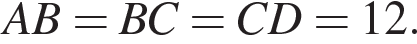 AB = BC = CD = 12.